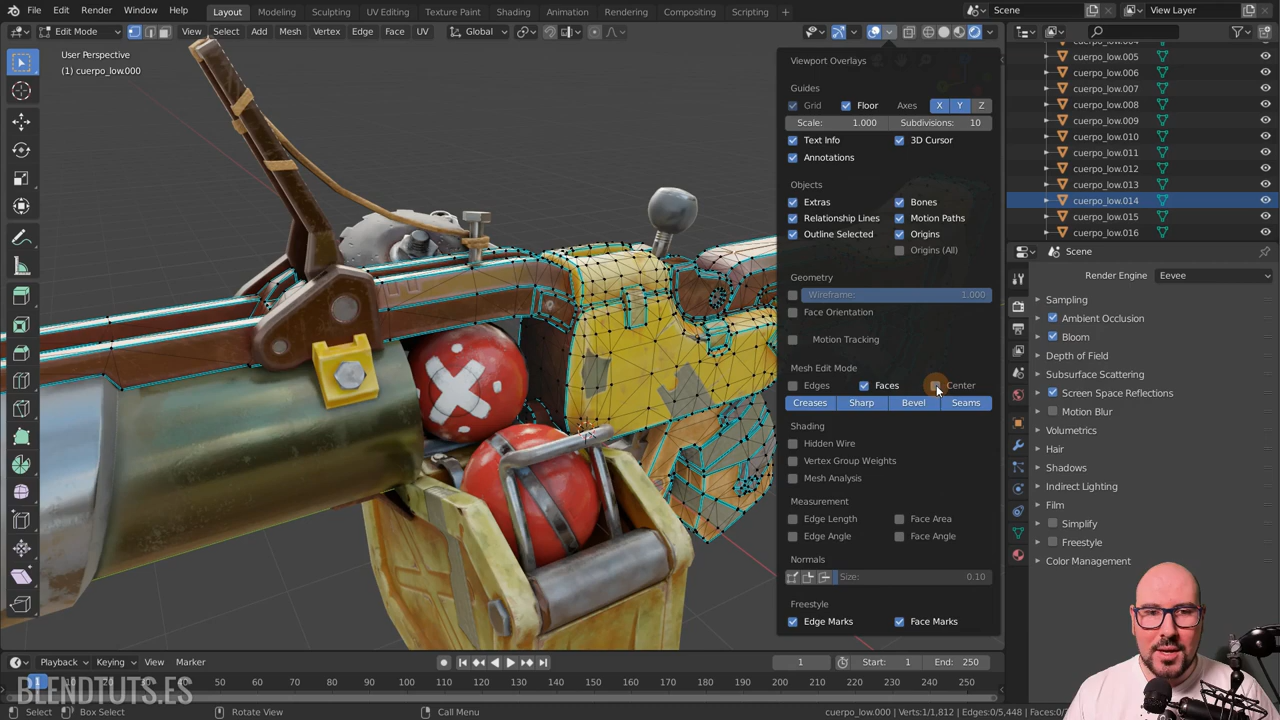 File Edit Render Window Help Layout Modeling Sculpting UV Editing Texture Paint Shading Animation Rendering Compositing Scripting + Scene View Layer
Edit Mode View Select Add Mesh Vertex Edge Face UV Global
User Perspective
(1) cuerpo_low.000
Viewport Overlays
Guides
Grid Floor Axes X Y Z
Scale: 1.000 Subdivisions: 10
Text Info 3D Cursor
Annotations
Objects
Extras Bones
Relationship Lines Motion Paths
Outline Selected Origins
Origins (All)
Geometry
Wireframe: 1.000
Face Orientation
Motion Tracking
Mesh Edit Mode
Edges Faces Center
Creases Sharp Bevel Seams
Shading
Hidden Wire
Vertex Group Weights
Mesh Analysis
Measurement
Edge Length Face Area
Edge Angle Face Angle
Normals
Size: 0.10
Freestyle
Edge Marks Face Marks
cuerpo_low.004
cuerpo_low.005
cuerpo_low.006
cuerpo_low.007
cuerpo_low.008
cuerpo_low.009
cuerpo_low.010
cuerpo_low.011
cuerpo_low.012
cuerpo_low.013
cuerpo_low.014
cuerpo_low.015
cuerpo_low.016
Scene
Render Engine Eevee
Sampling
Ambient Occlusion
Bloom
Depth of Field
Subsurface Scattering
Screen Space Reflections
Motion Blur
Volumetrics
Hair
Shadows
Indirect Lighting
Film
Simplify
Freestyle
Color Management
Playback Keying View Marker 1 Start: 1 End: 250
1 10 20 30 40 50 60 70 80 90 100 110 120 130 140 150 160 170 180 190 200 210 220 230 240 250
BLENDTUTS.ES
Select Box Select Rotate View Call Menu cuerpo_low.000 | Verts:1/1,812 | Edges:0/5,448 | Faces:0/